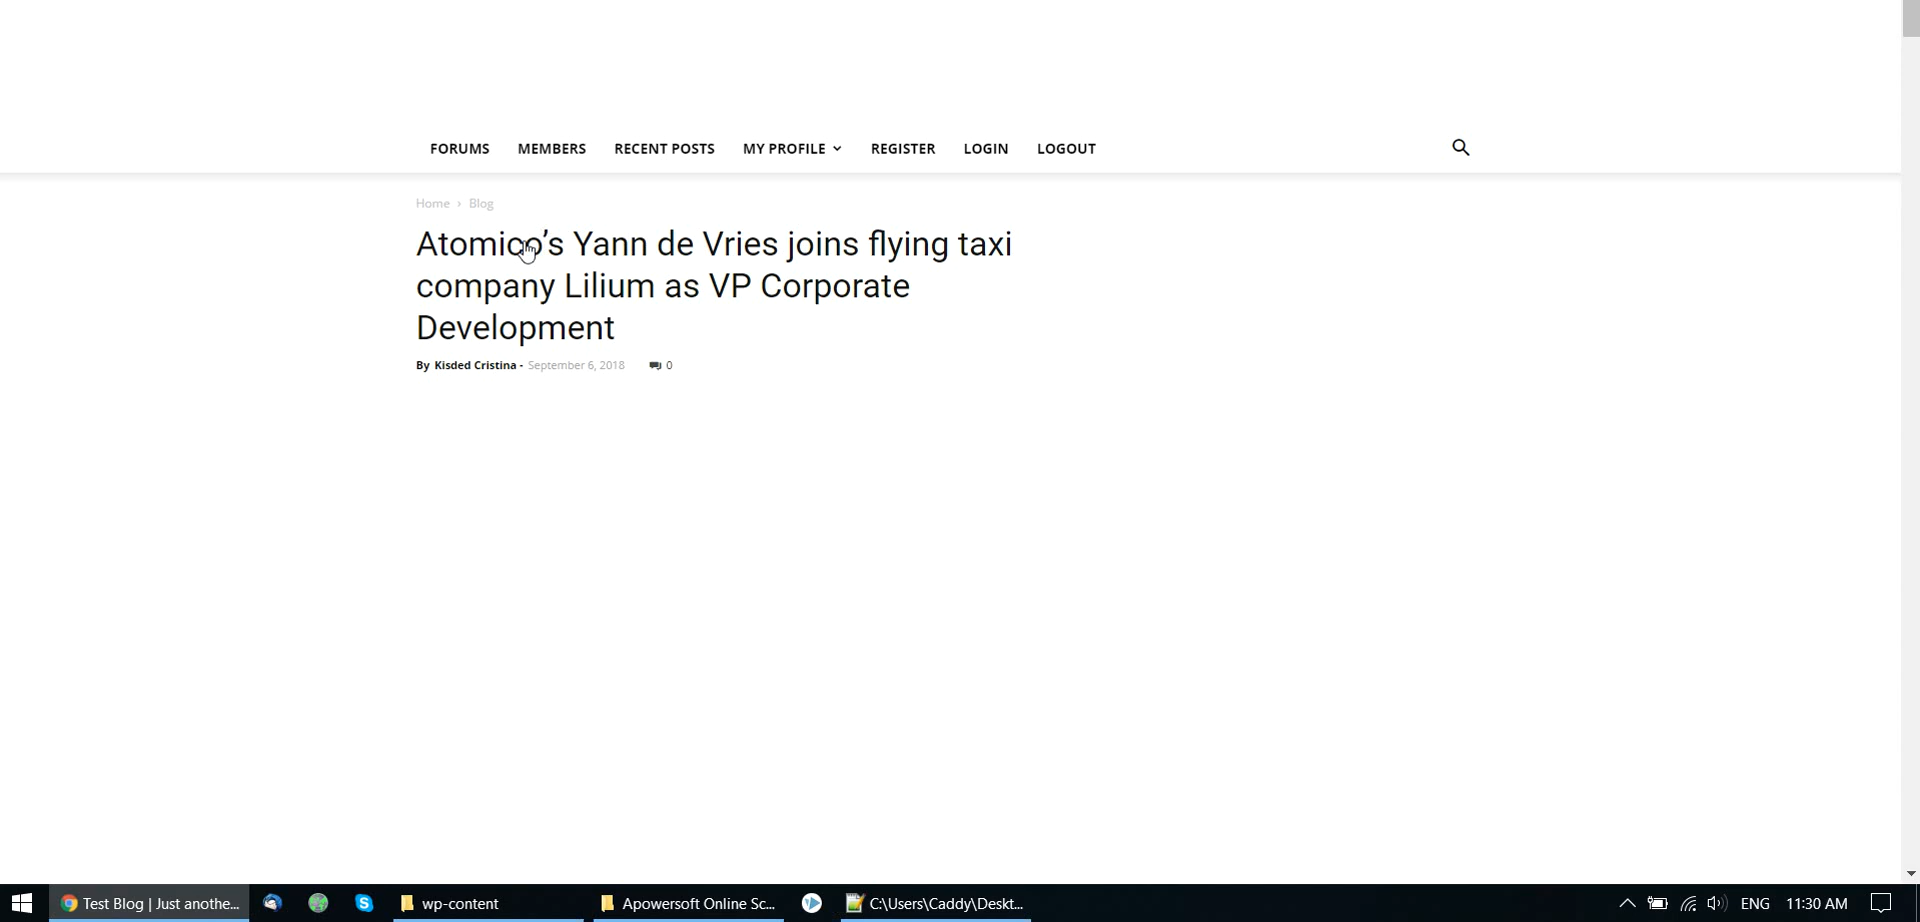 FORUMS MEMBERS RECENT POSTS MY PROFILE REGISTER LOGIN LOGOUT
Home › Blog
Atomico’s Yann de Vries joins flying taxi
company Lilium as VP Corporate
Development
By Kisded Cristina - September 6, 2018 0
Test Blog | Just anothe... wp-content Apowersoft Online Sc... C:\Users\Caddy\Deskt... ENG 11:30 AM